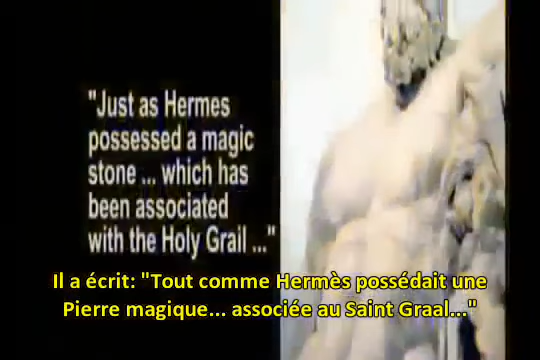 "Just as Hermes
possessed a magic
stone ... which has
been associated
with the Holy Grail ..."
Il a écrit: "Tout comme Hermès possédait une
Pierre magique... associée au Saint Graal..."